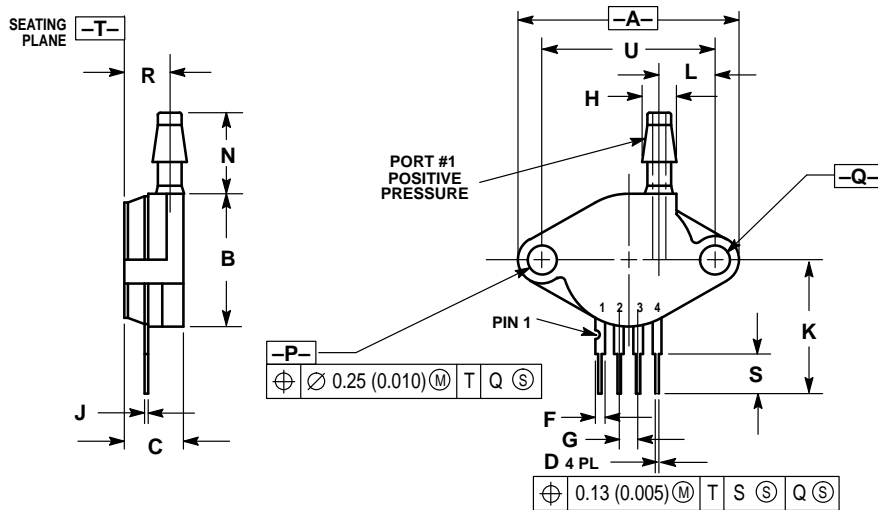 SEATING
PLANE
–T–
–A–
U
R
L
H
N
PORT #1
POSITIVE
PRESSURE
–Q–
B
1 2 3 4
PIN 1
K
–P–
⌖ ∅ 0.25 (0.010) Ⓜ T Q Ⓢ
S
J
F
C
G
D 4 PL
⌖ 0.13 (0.005) Ⓜ T S Ⓢ Q Ⓢ